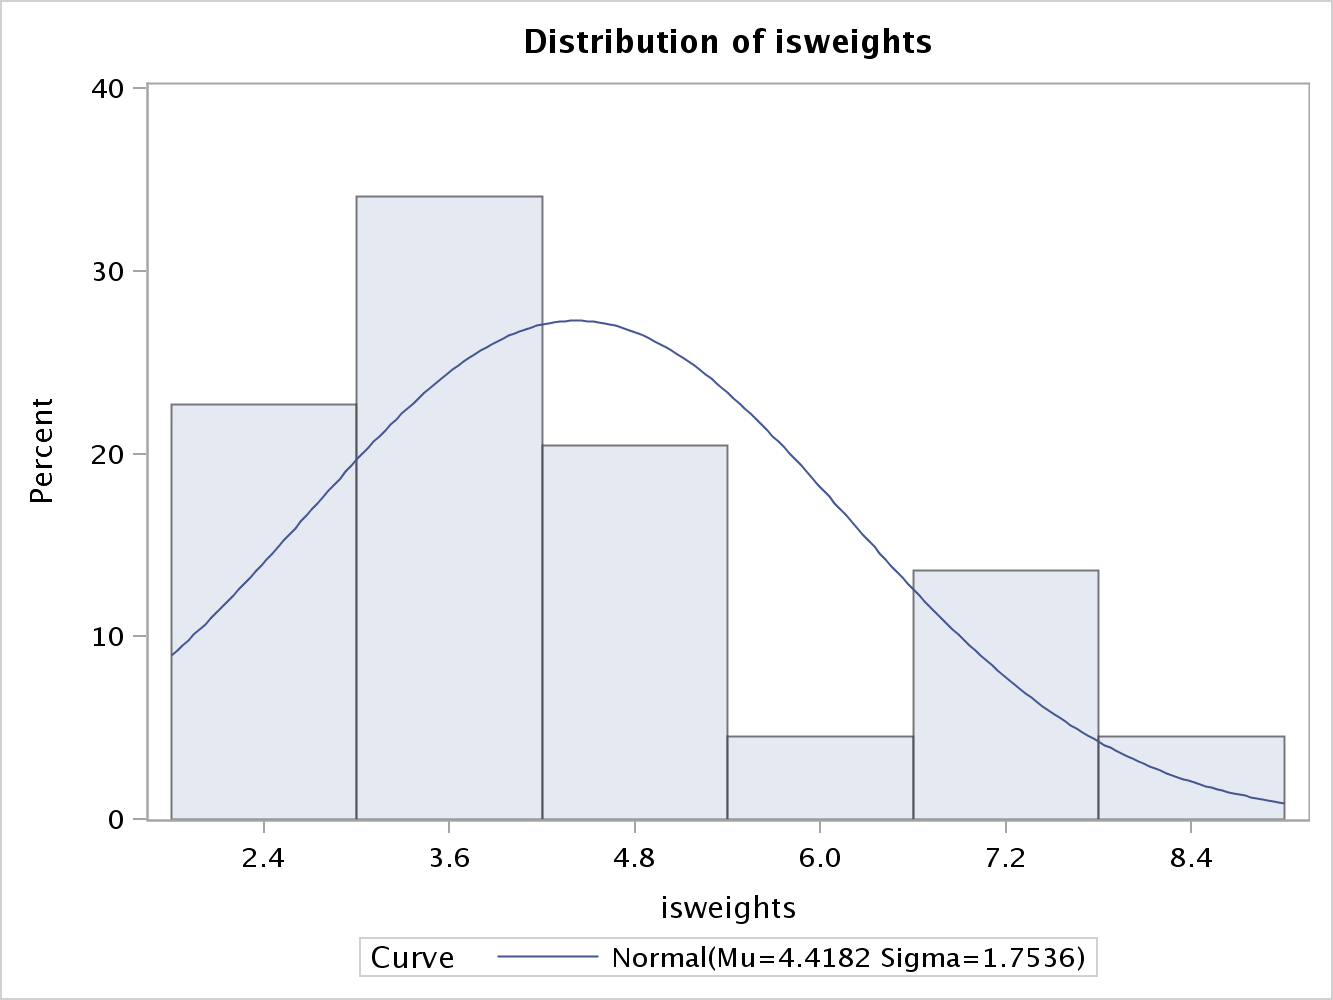 Distribution of isweights
40
30
20
10
0
Percent
2.4 3.6 4.8 6.0 7.2 8.4
isweights
Curve Normal(Mu=4.4182 Sigma=1.7536)